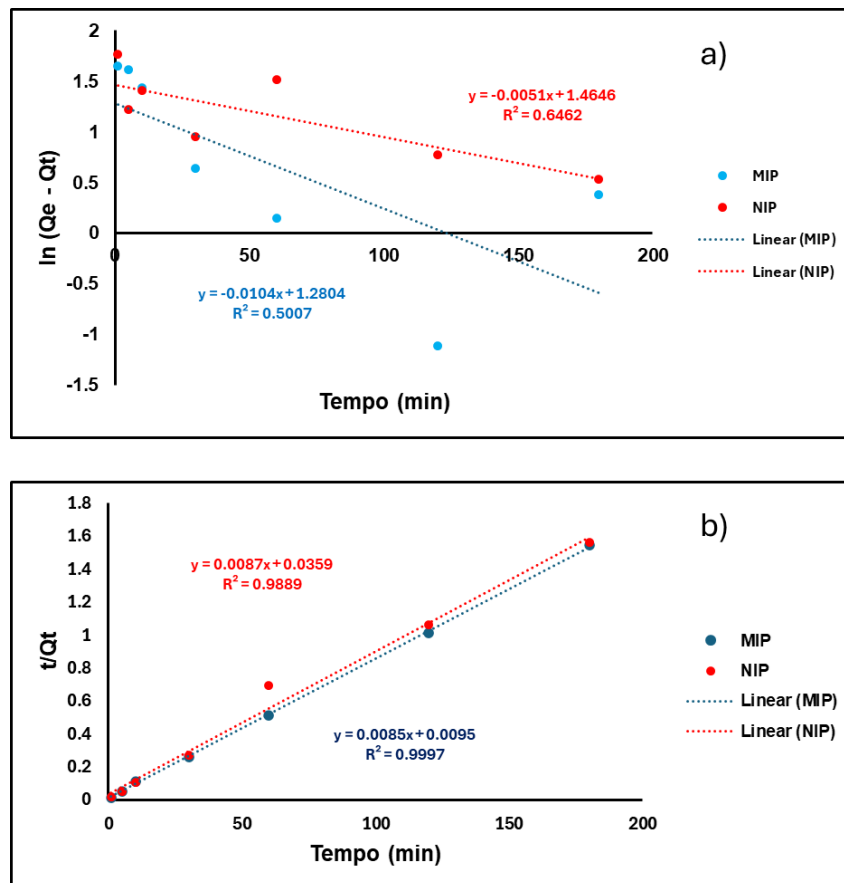 a)
2
1.5
1
0.5
0
-0.5
-1
-1.5
ln (Qe - Qt)
0
50
100
150
200
Tempo (min)
y = -0.0051x + 1.4646
R² = 0.6462
y = -0.0104x + 1.2804
R² = 0.5007
MIP
NIP
Linear (MIP)
Linear (NIP)
b)
1.8
1.6
1.4
1.2
1
0.8
0.6
0.4
0.2
0
t/Qt
0
50
100
150
200
Tempo (min)
y = 0.0087x + 0.0359
R² = 0.9889
y = 0.0085x + 0.0095
R² = 0.9997
MIP
NIP
Linear (MIP)
Linear (NIP)